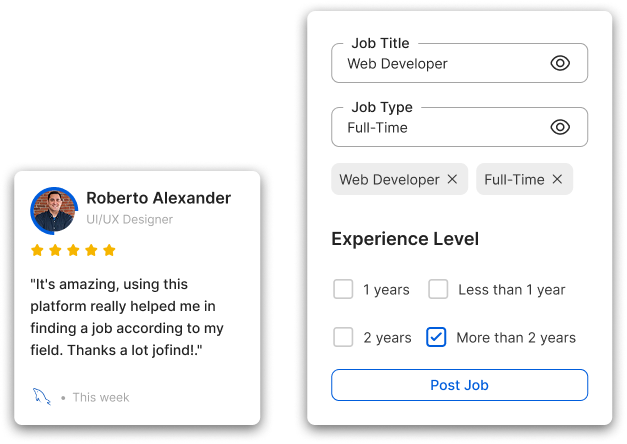 Roberto Alexander
UI/UX Designer
"It's amazing, using this
platform really helped me in
finding a job according to my
field. Thanks a lot jofind!."
• This week
Job Title
Web Developer
Job Type
Full-Time
Web Developer ×
Full-Time ×
Experience Level
1 years
Less than 1 year
2 years
More than 2 years
Post Job